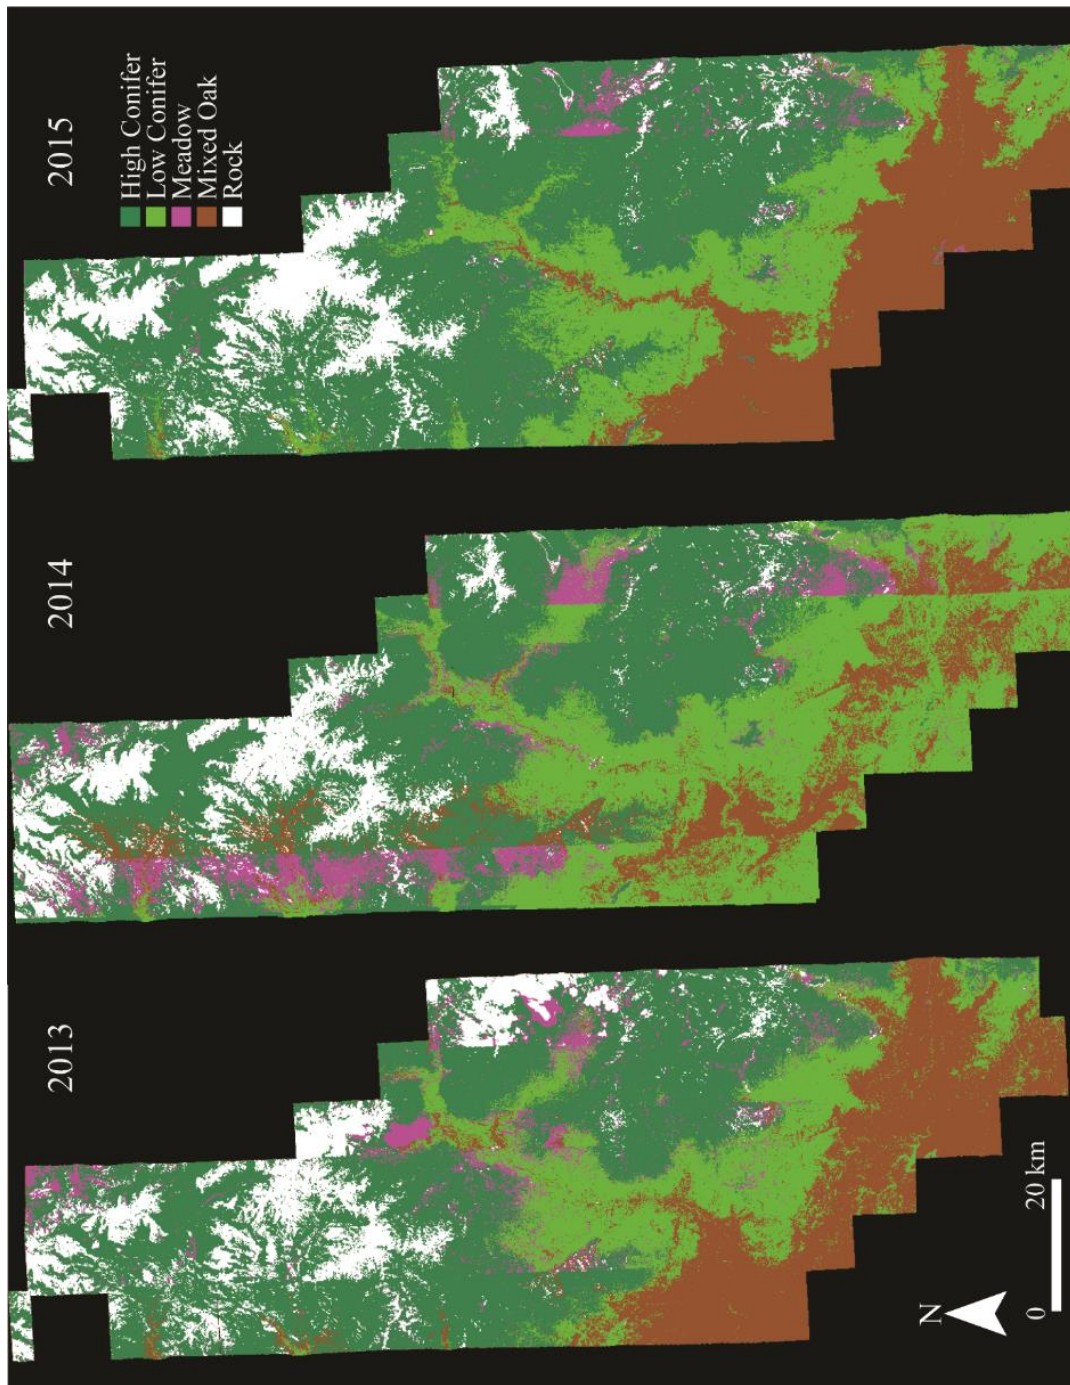 2015
High Conifer
Low Conifer
Meadow
Mixed Oak
Rock
2014
2013
N
0 20 km